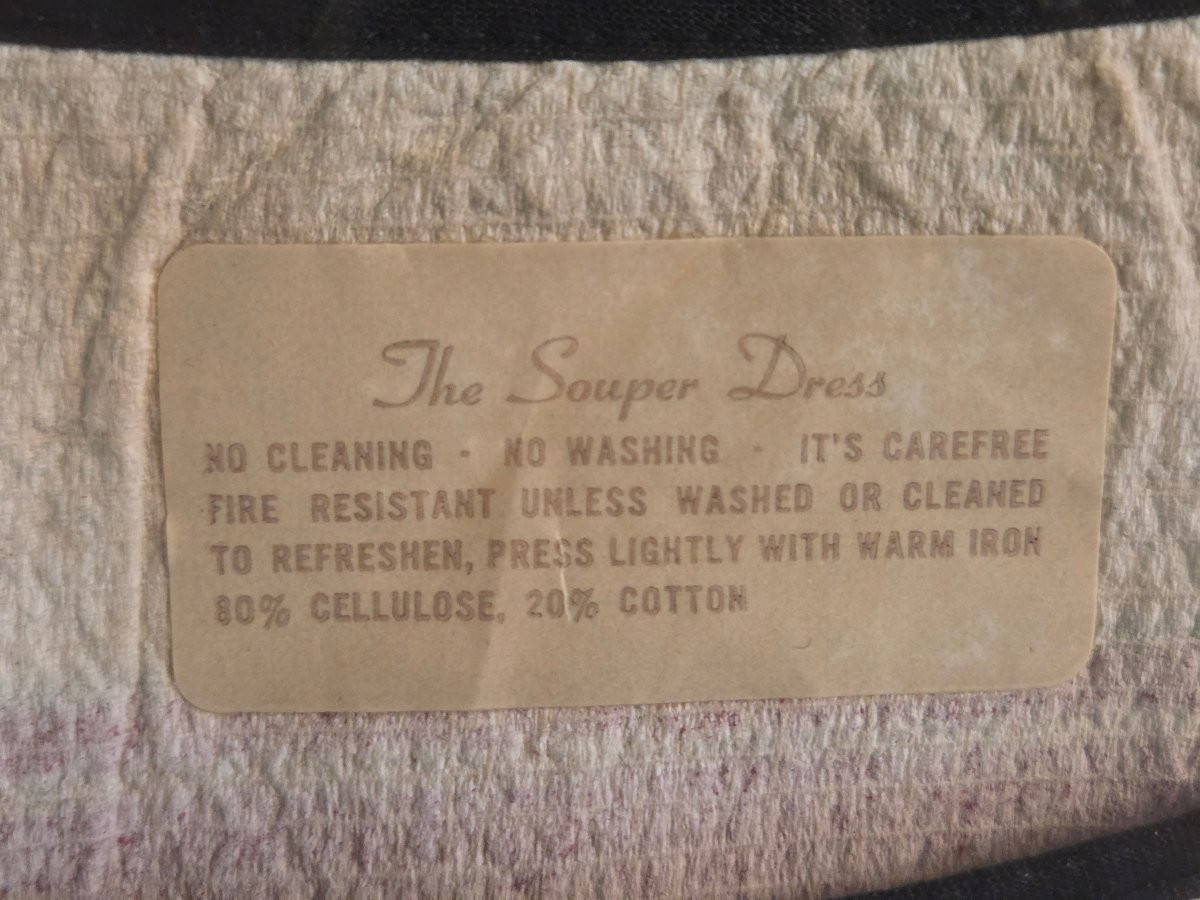 The Souper Dress
NO CLEANING - NO WASHING - IT'S CAREFREE
FIRE RESISTANT UNLESS WASHED OR CLEANED
TO REFRESHEN, PRESS LIGHTLY WITH WARM IRON
80% CELLULOSE, 20% COTTON